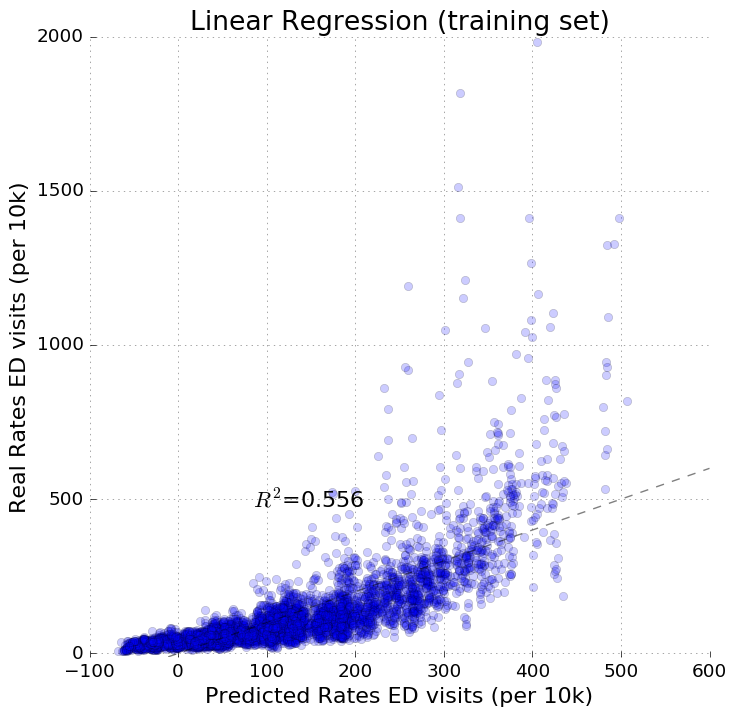 Linear Regression (training set)
Real Rates ED visits (per 10k)
2000
1500
1000
500
0
R²=0.556
−100 0 100 200 300 400 500 600
Predicted Rates ED visits (per 10k)